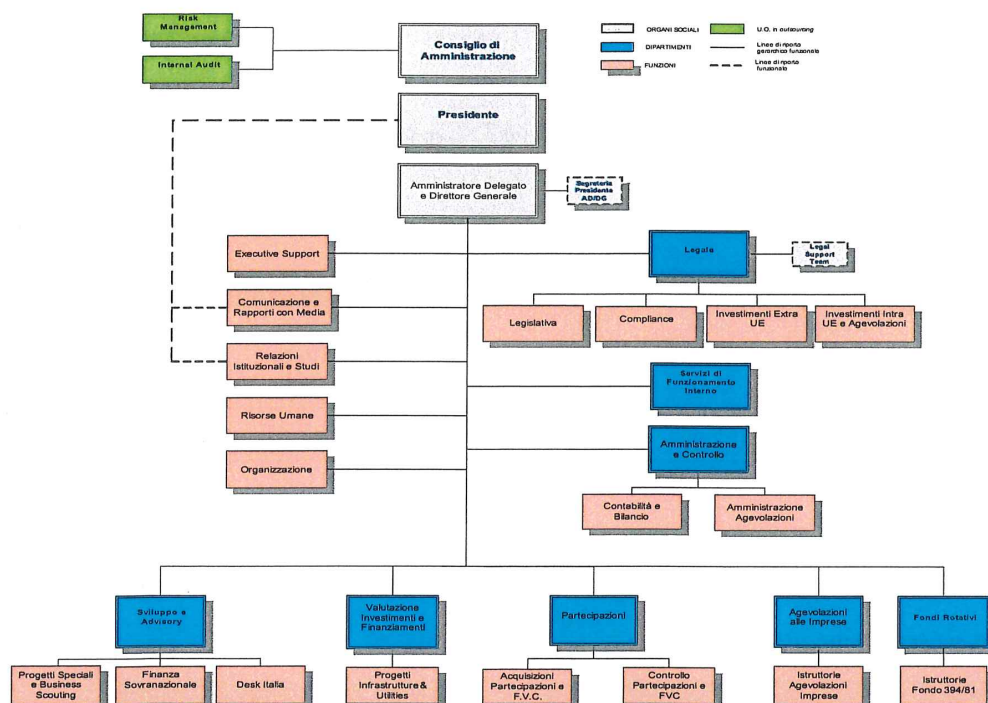 Risk
Management
Internal Audit
Consiglio di
Amministrazione
ORGANI SOCIALI
DIPARTIMENTI
FUNZIONI
U.O. in outsourcing
Linee di riporto
gerarchico funzionale
Linee di riporto
funzionale
Presidente
Amministratore Delegato
e Direttore Generale
Segreteria
Presidente
AD/DG
Executive Support
Legale
Legal
Support
Team
Comunicazione e
Rapporti con Media
Legislativa
Compliance
Investimenti Extra
UE
Investimenti Intra
UE e Agevolazioni
Relazioni
Istituzionali e Studi
Servizi di
Funzionamento
Interno
Risorse Umane
Amministrazione
e Controllo
Organizzazione
Contabilità e
Bilancio
Amministrazione
Agevolazioni
Sviluppo e
Advisory
Valutazione
Investimenti e
Finanziamenti
Partecipazioni
Agevolazioni
alle Imprese
Fondi Rotativi
Progetti Speciali
e Business
Scouting
Finanza
Sovranazionale
Desk Italia
Progetti
Infrastrutture &
Utilities
Acquisizioni
Partecipazioni e
F.V.C.
Controllo
Partecipazioni e
FVC
Istruttorie
Agevolazioni
Imprese
Istruttorie
Fondo 394/81